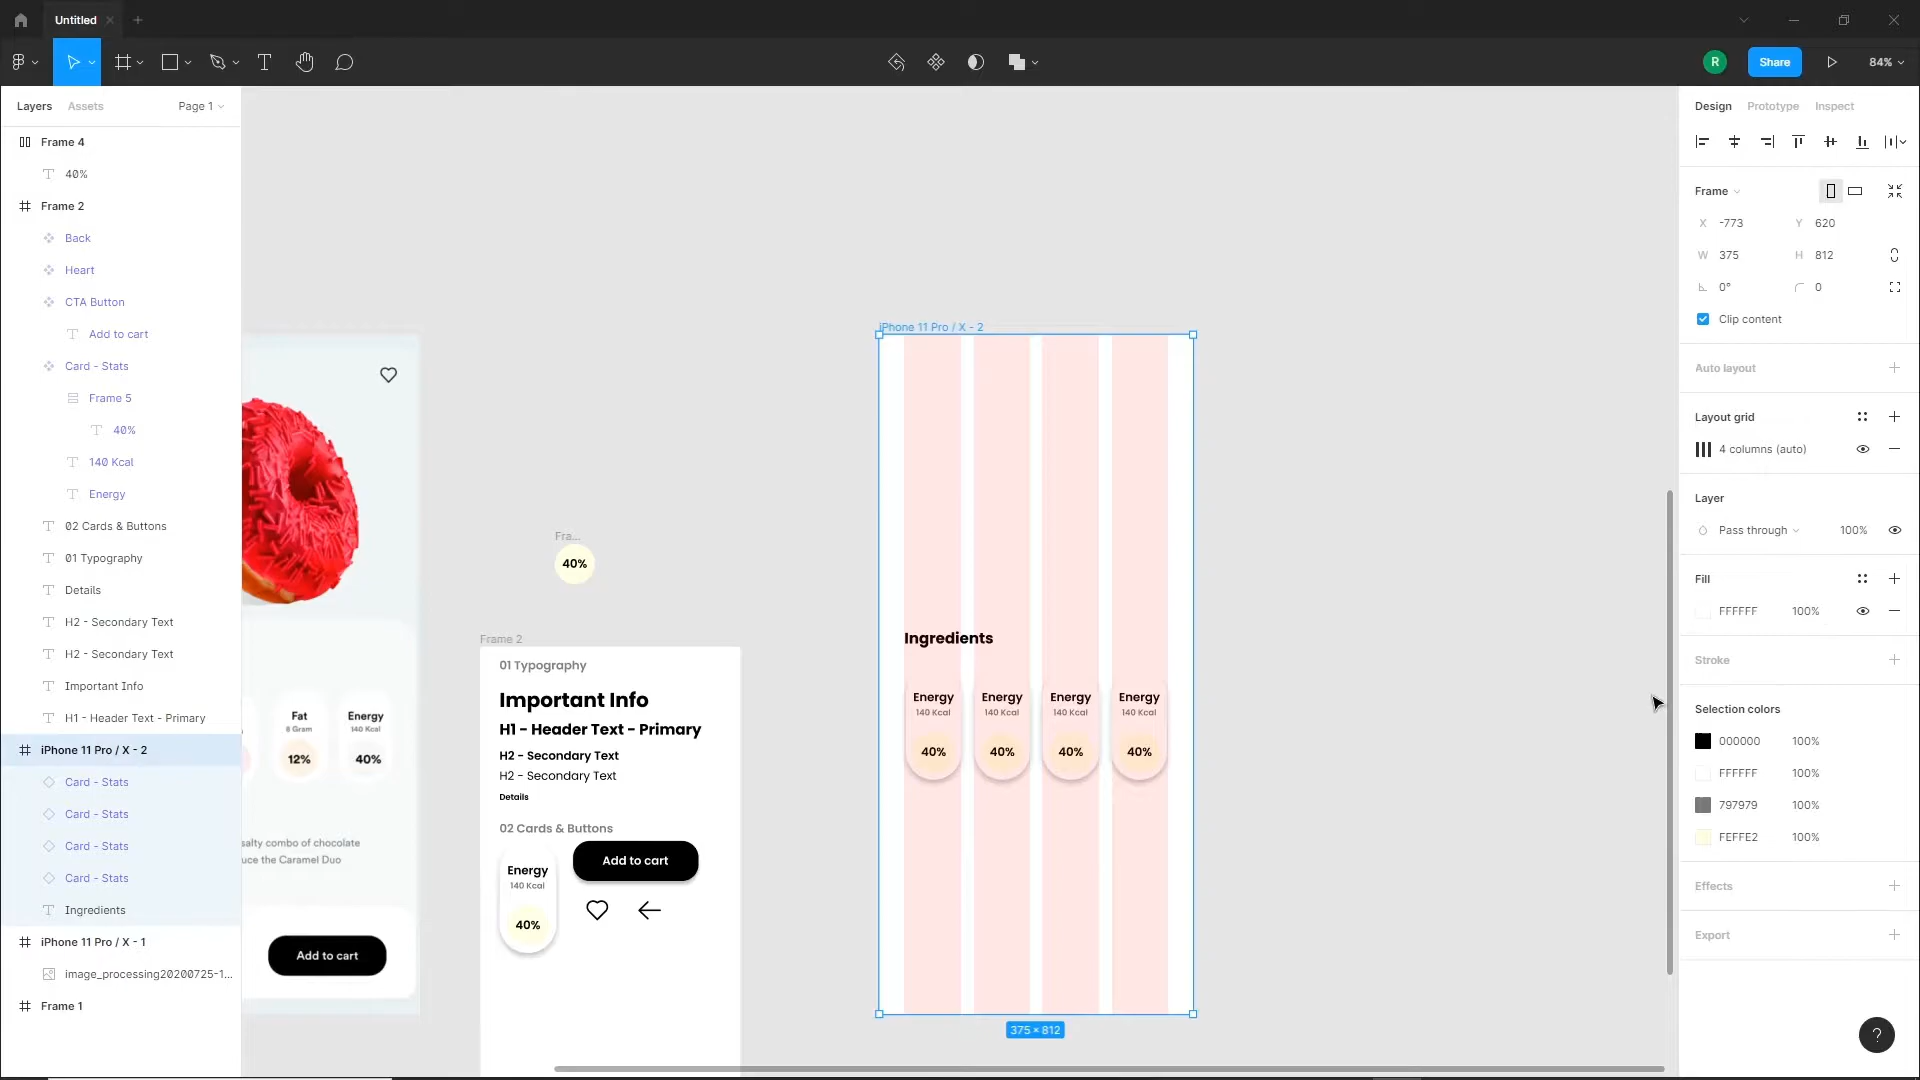 Untitled
R
Share
84%
Layers
Assets
Page 1
Frame 4
40%
Frame 2
Back
Heart
CTA Button
Add to cart
Card - Stats
Frame 5
40%
140 Kcal
Energy
02 Cards & Buttons
01 Typography
Details
H2 - Secondary Text
H2 - Secondary Text
Important Info
H1 - Header Text - Primary
iPhone 11 Pro / X - 2
Card - Stats
Card - Stats
Card - Stats
Card - Stats
Ingredients
iPhone 11 Pro / X - 1
image_processing20200725-1...
Frame 1
Fat
8 Gram
12%
Energy
140 Kcal
40%
salty combo of chocolate
uce the Caramel Duo
Add to cart
Fra...
40%
Frame 2
01 Typography
Important Info
H1 - Header Text - Primary
H2 - Secondary Text
H2 - Secondary Text
Details
02 Cards & Buttons
Energy
140 Kcal
40%
Add to cart
iPhone 11 Pro / X - 2
Ingredients
Energy Energy Energy Energy
140 Kcal 140 Kcal 140 Kcal 140 Kcal
40% 40% 40% 40%
375 × 812
Design
Prototype
Inspect
Frame
X -773 Y 620
W 375 H 812
0° 0
Clip content
Auto layout
Layout grid
4 columns (auto)
Layer
Pass through 100%
Fill
FFFFFF 100%
Stroke
Selection colors
000000 100%
FFFFFF 100%
797979 100%
FEFFE2 100%
Effects
Export
?